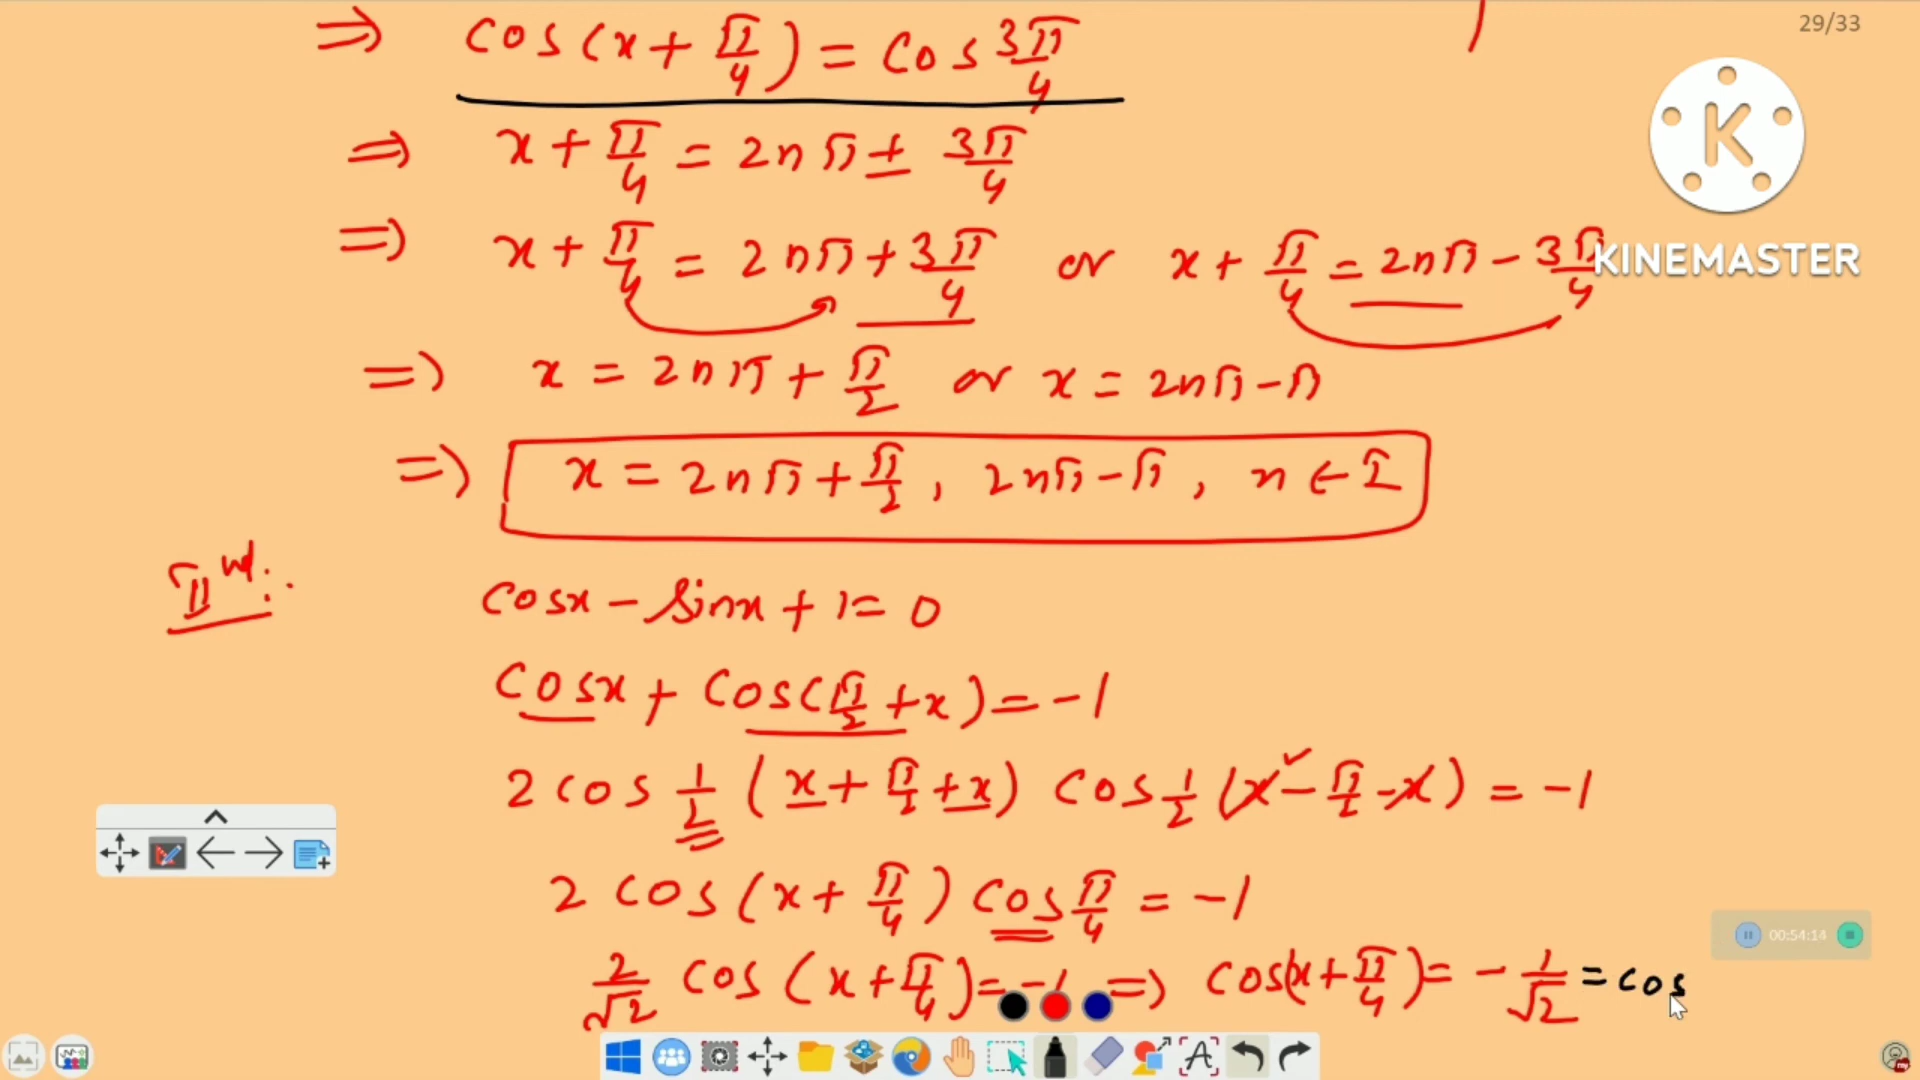 29/33
⇒ cos(x + π/4) = cos 3π/4
K
⇒ x + π/4 = 2nπ ± 3π/4
⇒ x + π/4 = 2nπ + 3π/4 or x + π/4 = 2nπ − 3π/4
KINEMASTER
⇒ x = 2nπ + π/2 or x = 2nπ − π
⇒ x = 2nπ + π/2 , 2nπ − π , n ∈ I
cosx − sinx + 1 = 0
cosx + cos(π/2 + x) = −1
2 cos 1/2 (x + π/2 + x) cos 1/2 (x − π/2 − x) = −1
2 cos(x + π/4) cos π/4 = −1
00:54:14
2/√2 cos (x + π/4) = −1 ⇒ cos(x + π/4) = − 1/√2 = cos